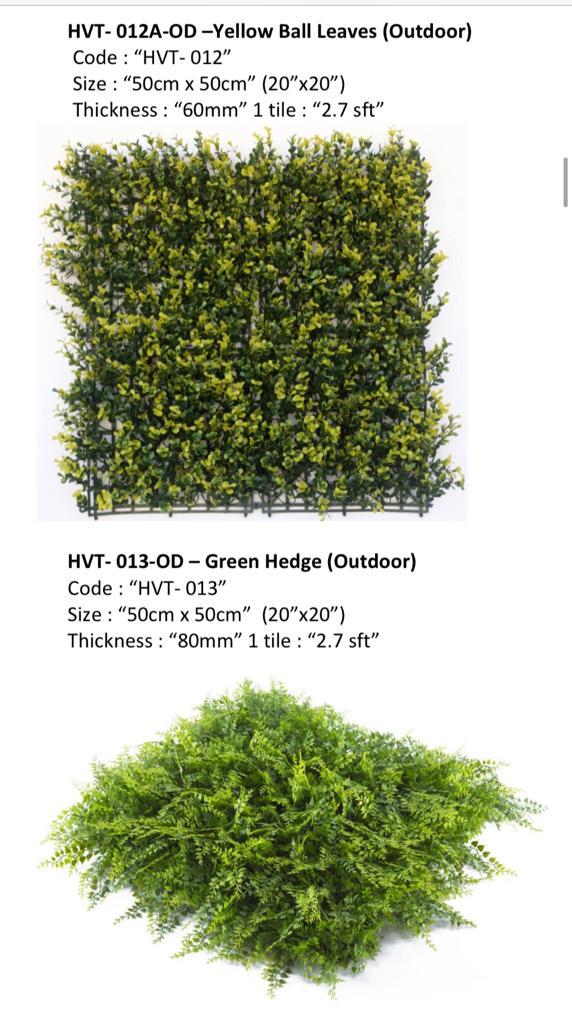 HVT- 012A-OD –Yellow Ball Leaves (Outdoor)
Code : “HVT- 012”
Size : “50cm x 50cm” (20”x20”)
Thickness : “60mm” 1 tile : “2.7 sft”
HVT- 013-OD – Green Hedge (Outdoor)
Code : “HVT- 013”
Size : “50cm x 50cm”  (20”x20”)
Thickness : “80mm” 1 tile : “2.7 sft”